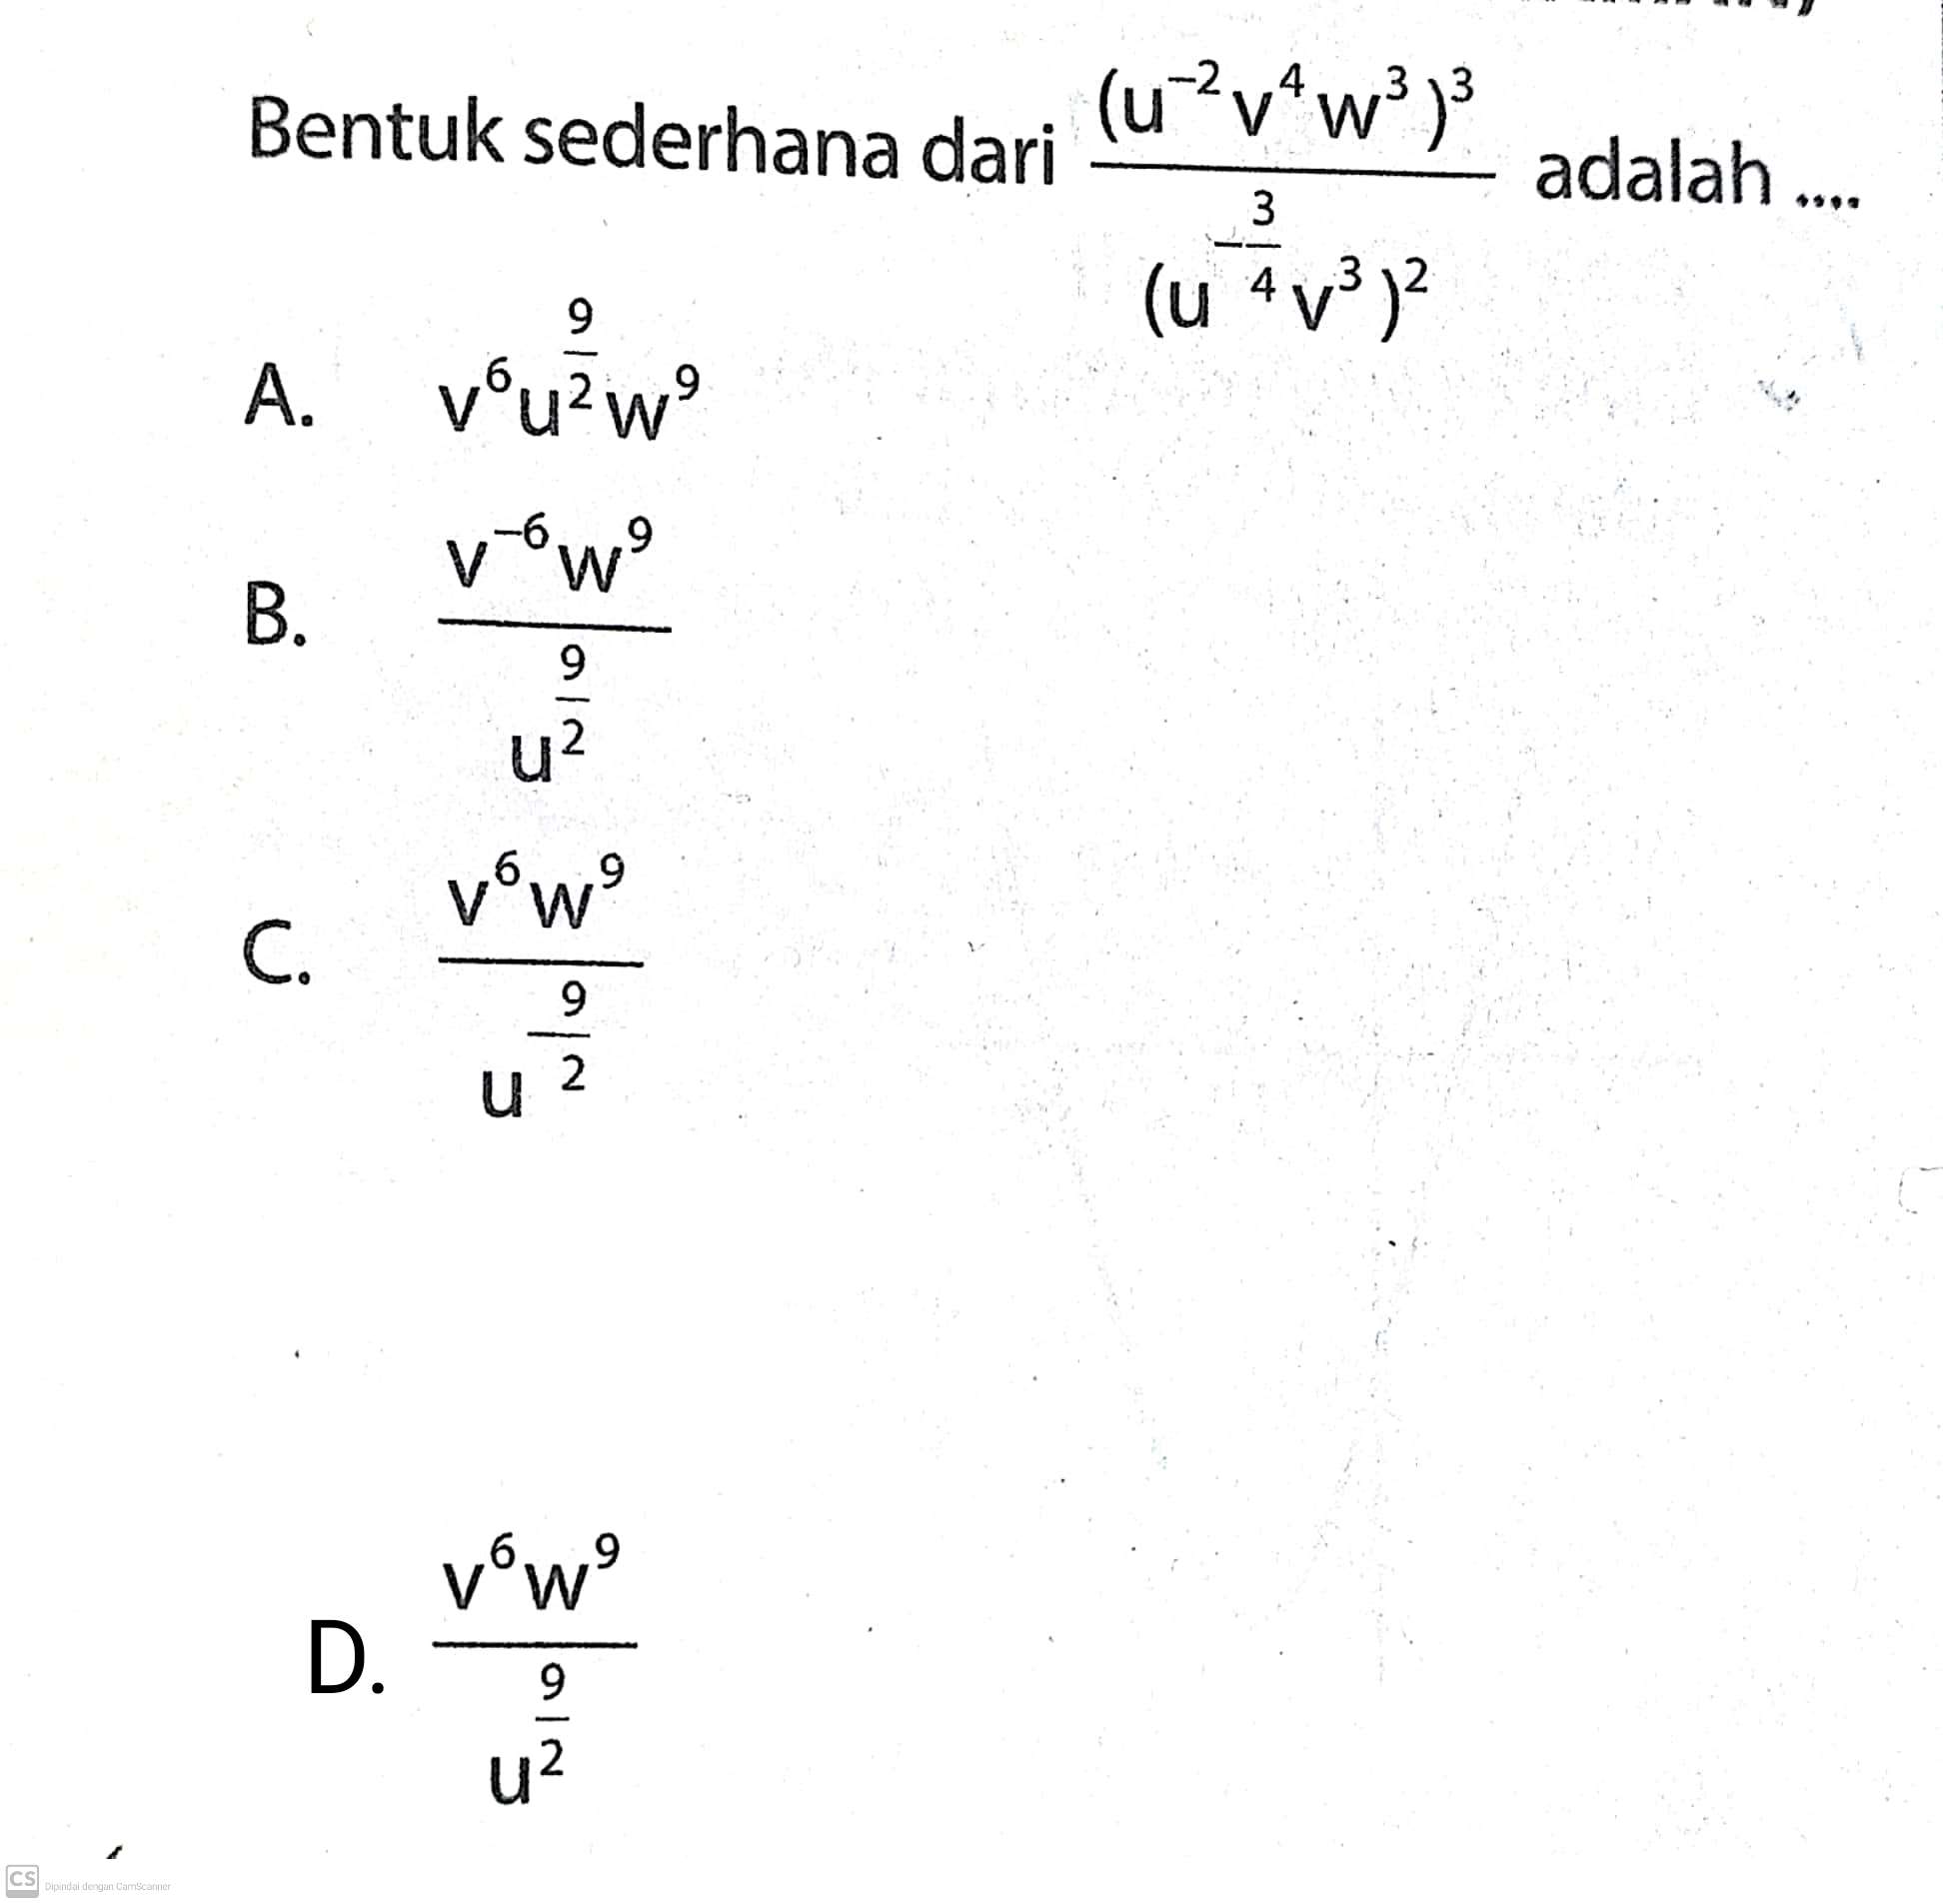 Bentuk sederhana dari \frac{(u^{-2}v^{4}w^{3})^{3}}{(u^{-\frac{3}{4}}v^{3})^{2}} adalah ....
A. v^{6}u^{\frac{9}{2}}w^{9}
B. \frac{v^{-6}w^{9}}{u^{\frac{9}{2}}}
C. \frac{v^{6}w^{9}}{u^{-\frac{9}{2}}}
D. \frac{v^{6}w^{9}}{u^{\frac{9}{2}}}
CS Dipindai dengan CamScanner